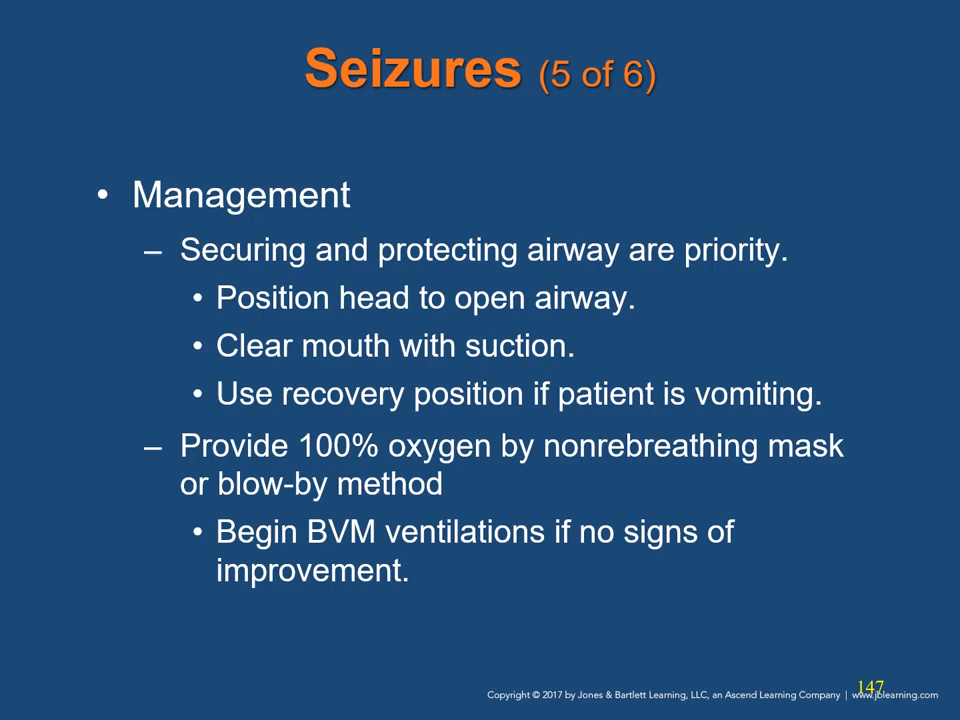 Seizures (5 of 6)
• Management
– Securing and protecting airway are priority.
• Position head to open airway.
• Clear mouth with suction.
• Use recovery position if patient is vomiting.
– Provide 100% oxygen by nonrebreathing mask
or blow-by method
• Begin BVM ventilations if no signs of
improvement.
147
Copyright © 2017 by Jones & Bartlett Learning, LLC, an Ascend Learning Company | www.jblearning.com